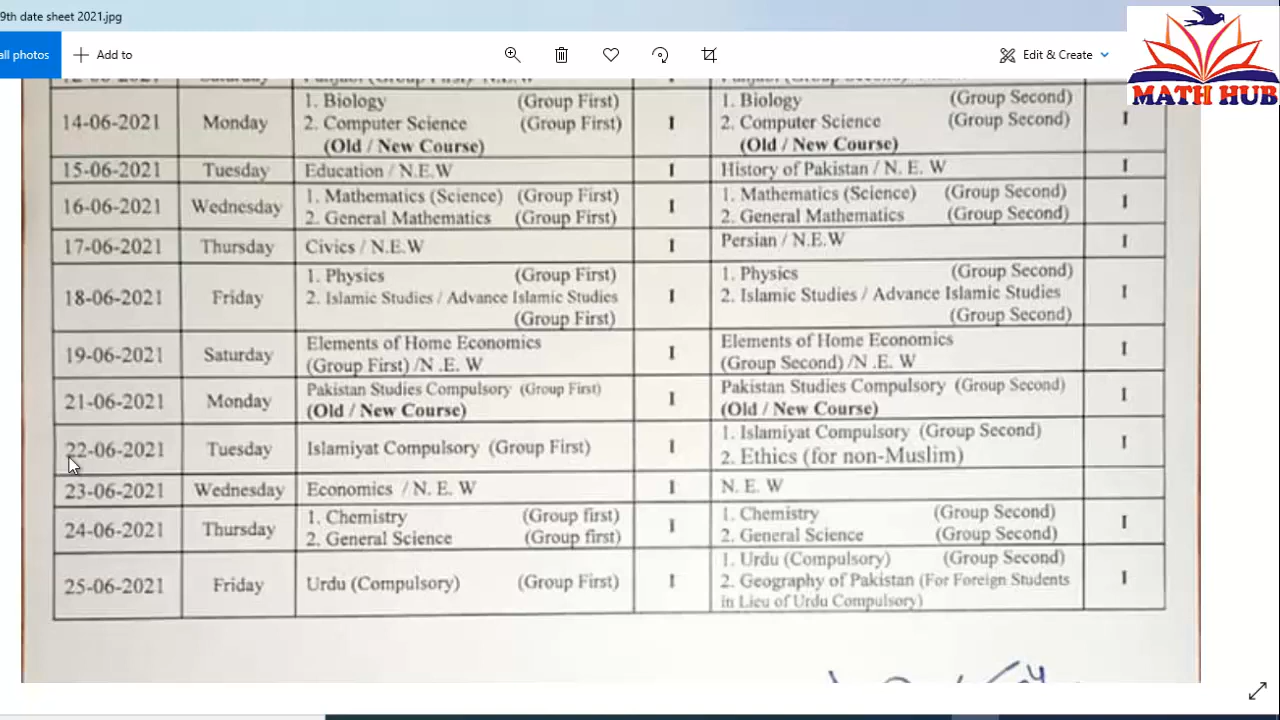 9th date sheet 2021.jpg
all photos
Add to
Edit & Create
MATH HUB
14-06-2021 Monday 1. Biology (Group First) I 1. Biology (Group Second) I
2. Computer Science (Group First) 2. Computer Science (Group Second)
(Old / New Course) (Old / New Course)
15-06-2021 Tuesday Education / N.E.W I History of Pakistan / N. E. W I
16-06-2021 Wednesday 1. Mathematics (Science) (Group First) I 1. Mathematics (Science) (Group Second) I
2. General Mathematics (Group First) 2. General Mathematics (Group Second)
17-06-2021 Thursday Civics / N.E.W I Persian / N.E.W I
18-06-2021 Friday 1. Physics (Group First) I 1. Physics (Group Second) I
2. Islamic Studies / Advance Islamic Studies 2. Islamic Studies / Advance Islamic Studies
(Group First) (Group Second)
19-06-2021 Saturday Elements of Home Economics I Elements of Home Economics I
(Group First) /N .E. W (Group Second) /N. E. W
21-06-2021 Monday Pakistan Studies Compulsory (Group First) I Pakistan Studies Compulsory (Group Second) I
(Old / New Course) (Old / New Course)
22-06-2021 Tuesday Islamiyat Compulsory (Group First) I 1. Islamiyat Compulsory (Group Second) I
2. Ethics (for non-Muslim)
23-06-2021 Wednesday Economics / N. E. W I N. E. W
24-06-2021 Thursday 1. Chemistry (Group first) I 1. Chemistry (Group Second) I
2. General Science (Group first) 2. General Science (Group Second)
25-06-2021 Friday Urdu (Compulsory) (Group First) I 1. Urdu (Compulsory) (Group Second) I
2. Geography of Pakistan (For Foreign Students
in Lieu of Urdu Compulsory)